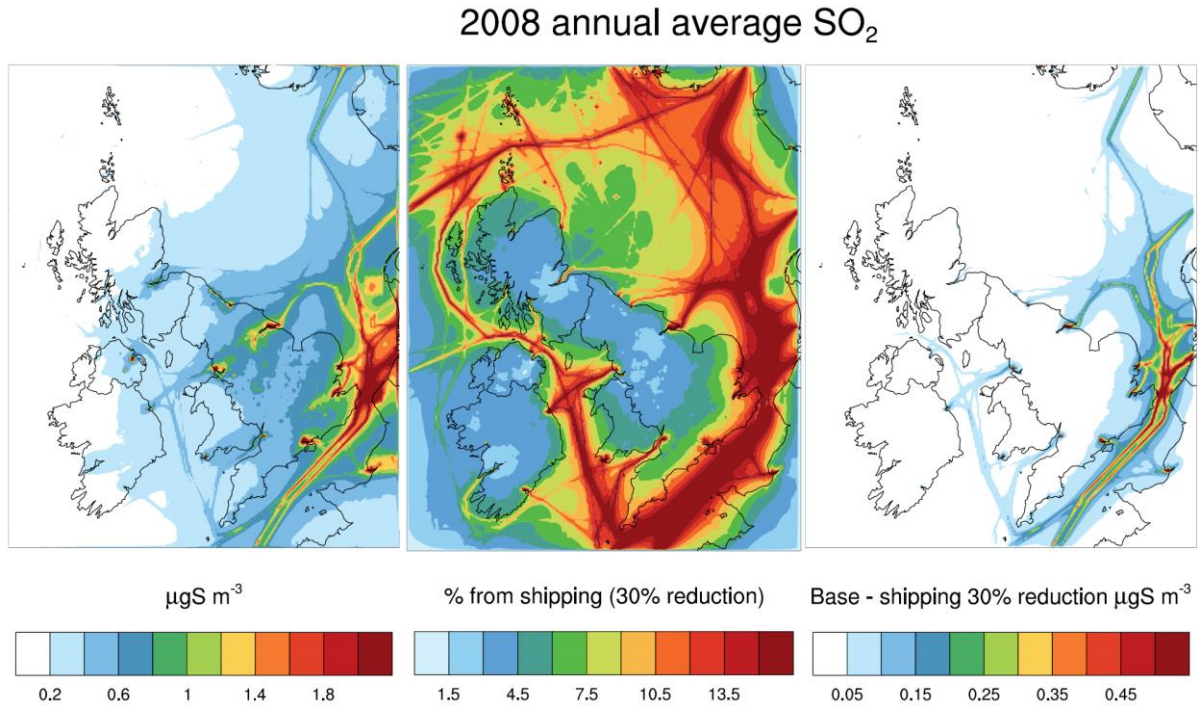 2008 annual average SO₂
µgS m⁻³
0.2 0.6 1 1.4 1.8
% from shipping (30% reduction)
1.5 4.5 7.5 10.5 13.5
Base - shipping 30% reduction µgS m⁻³
0.05 0.15 0.25 0.35 0.45